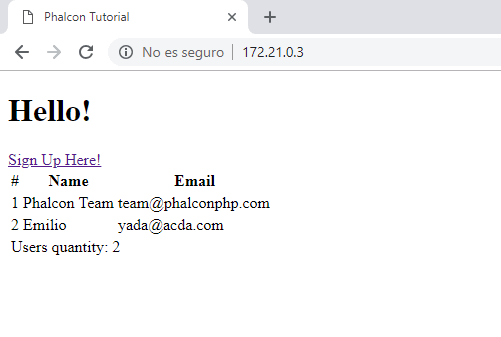 Phalcon Tutorial
No es seguro | 172.21.0.3
Hello!
Sign Up Here!
# Name Email
1 Phalcon Team team@phalconphp.com
2 Emilio yada@acda.com
Users quantity: 2